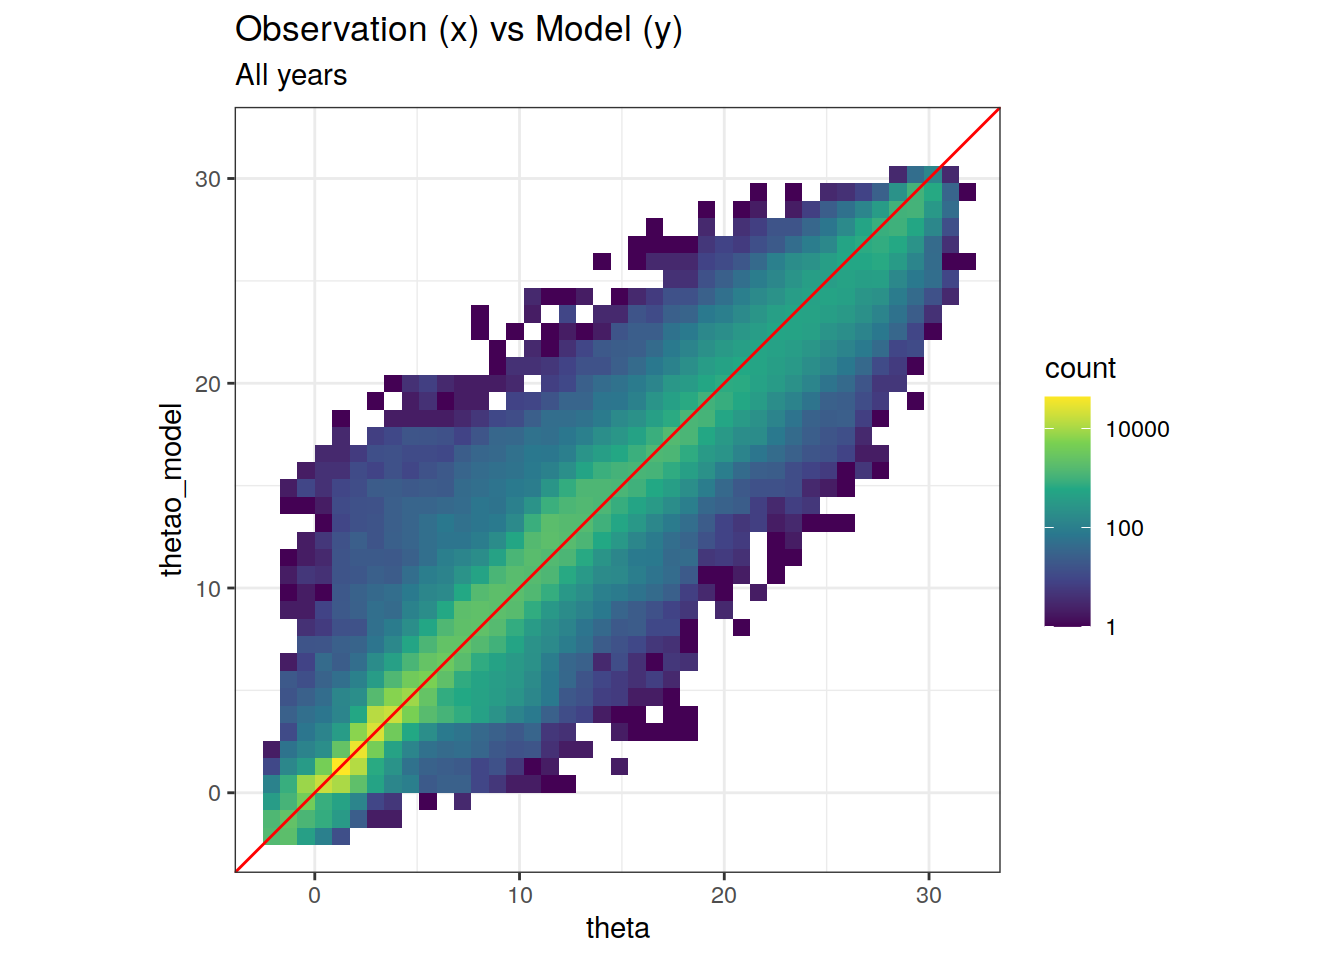 Observation (x) vs Model (y)
All years
30
20
10
0
thetao_model
0 10 20 30
theta
count
10000
100
1